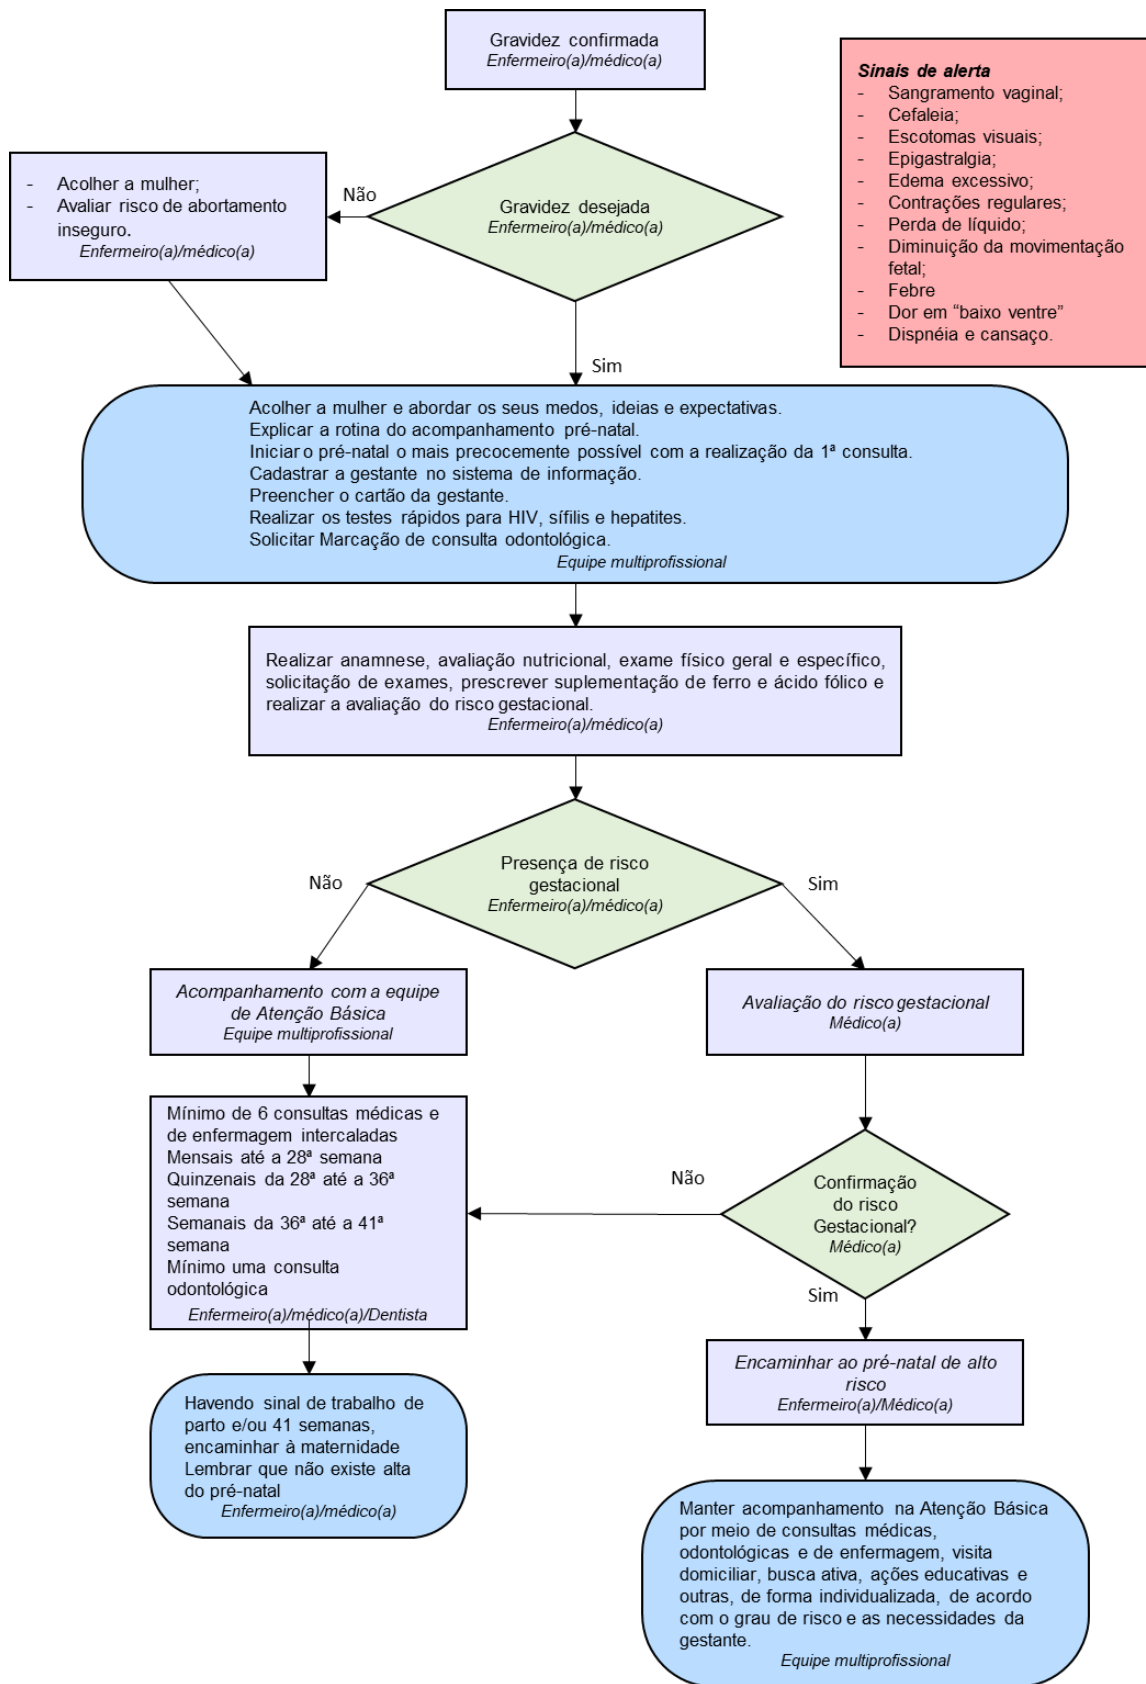 Gravidez confirmada
Enfermeiro(a)/médico(a)
Sinais de alerta
- Sangramento vaginal;
- Cefaleia;
- Escotomas visuais;
- Epigastralgia;
- Edema excessivo;
- Contrações regulares;
- Perda de líquido;
- Diminuição da movimentação
fetal;
- Febre
- Dor em “baixo ventre”
- Dispnéia e cansaço.
- Acolher a mulher;
- Avaliar risco de abortamento
inseguro.
Enfermeiro(a)/médico(a)
Não
Gravidez desejada
Enfermeiro(a)/médico(a)
Sim
Acolher a mulher e abordar os seus medos, ideias e expectativas.
Explicar a rotina do acompanhamento pré-natal.
Iniciar o pré-natal o mais precocemente possível com a realização da 1ª consulta.
Cadastrar a gestante no sistema de informação.
Preencher o cartão da gestante.
Realizar os testes rápidos para HIV, sífilis e hepatites.
Solicitar Marcação de consulta odontológica.
Equipe multiprofissional
Realizar anamnese, avaliação nutricional, exame físico geral e específico,
solicitação de exames, prescrever suplementação de ferro e ácido fólico e
realizar a avaliação do risco gestacional.
Enfermeiro(a)/médico(a)
Presença de risco
gestacional
Enfermeiro(a)/médico(a)
Não
Sim
Acompanhamento com a equipe
de Atenção Básica
Equipe multiprofissional
Avaliação do risco gestacional
Médico(a)
Mínimo de 6 consultas médicas e
de enfermagem intercaladas
Mensais até a 28ª semana
Quinzenais da 28ª até a 36ª
semana
Semanais da 36ª até a 41ª
semana
Mínimo uma consulta
odontológica
Enfermeiro(a)/médico(a)/Dentista
Não
Confirmação
do risco
Gestacional?
Médico(a)
Sim
Encaminhar ao pré-natal de alto
risco
Enfermeiro(a)/Médico(a)
Havendo sinal de trabalho de
parto e/ou 41 semanas,
encaminhar à maternidade
Lembrar que não existe alta
do pré-natal
Enfermeiro(a)/médico(a)
Manter acompanhamento na Atenção Básica
por meio de consultas médicas,
odontológicas e de enfermagem, visita
domiciliar, busca ativa, ações educativas e
outras, de forma individualizada, de acordo
com o grau de risco e as necessidades da
gestante.
Equipe multiprofissional